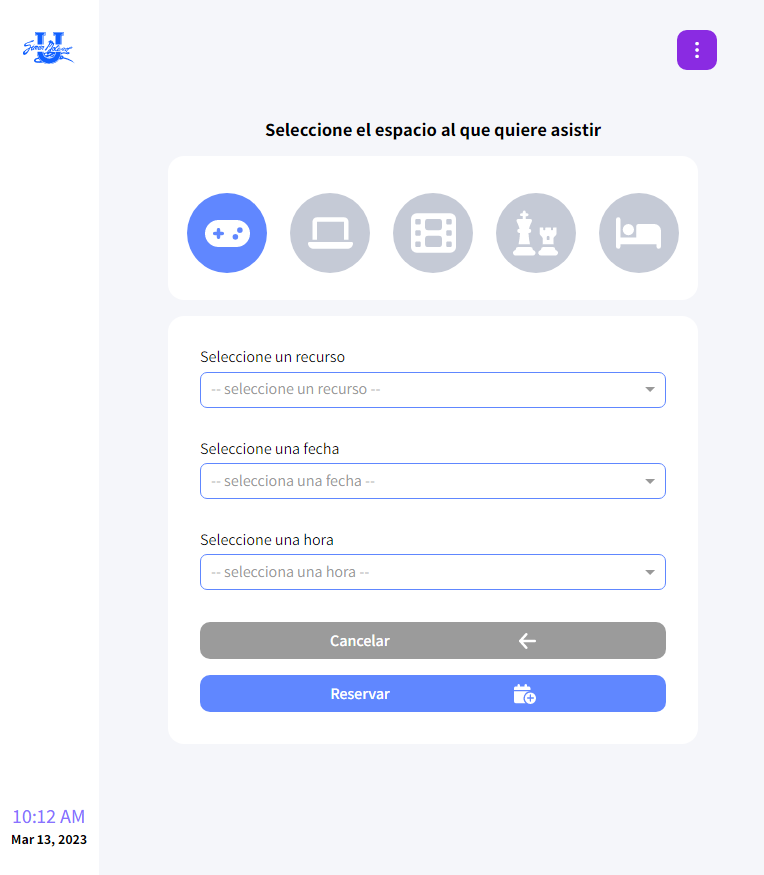 Seleccione el espacio al que quiere asistir
Seleccione un recurso
-- seleccione un recurso --
Seleccione una fecha
-- selecciona una fecha --
Seleccione una hora
-- selecciona una hora --
Cancelar
Reservar
10:12 AM
Mar 13, 2023